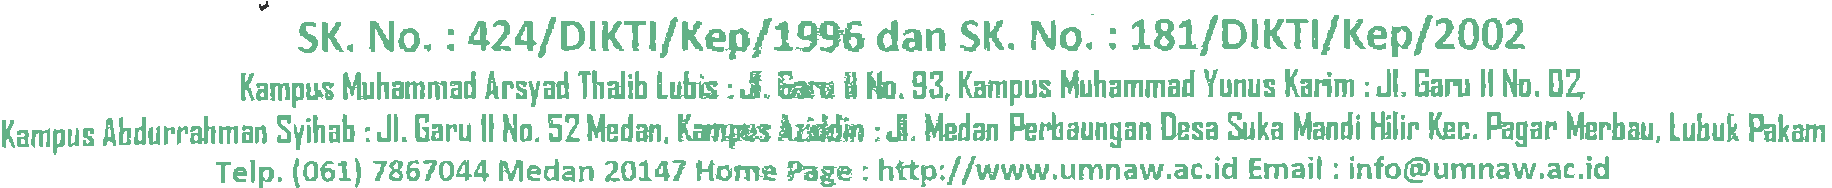 SK. No. : 424/DIKTI/Kep/1996 dan SK. No. : 181/DIKTI/Kep/2002
Kampus Muhammad Arsyad Thalib Lubis : Jl. Garu II No. 93, Kampus Muhammad Yunus Karim : Jl. Garu II No. 02,
Kampus Abdurrahman Syihab : Jl. Garu II No. 52 Medan, Kampus Aziddin : Jl. Medan Perbaungan Desa Suka Mandi Hilir Kec. Pagar Merbau, Lubuk Pakam
Telp. (061) 7867044 Medan 20147 Home Page : http://www.umnaw.ac.id Email : info@umnaw.ac.id